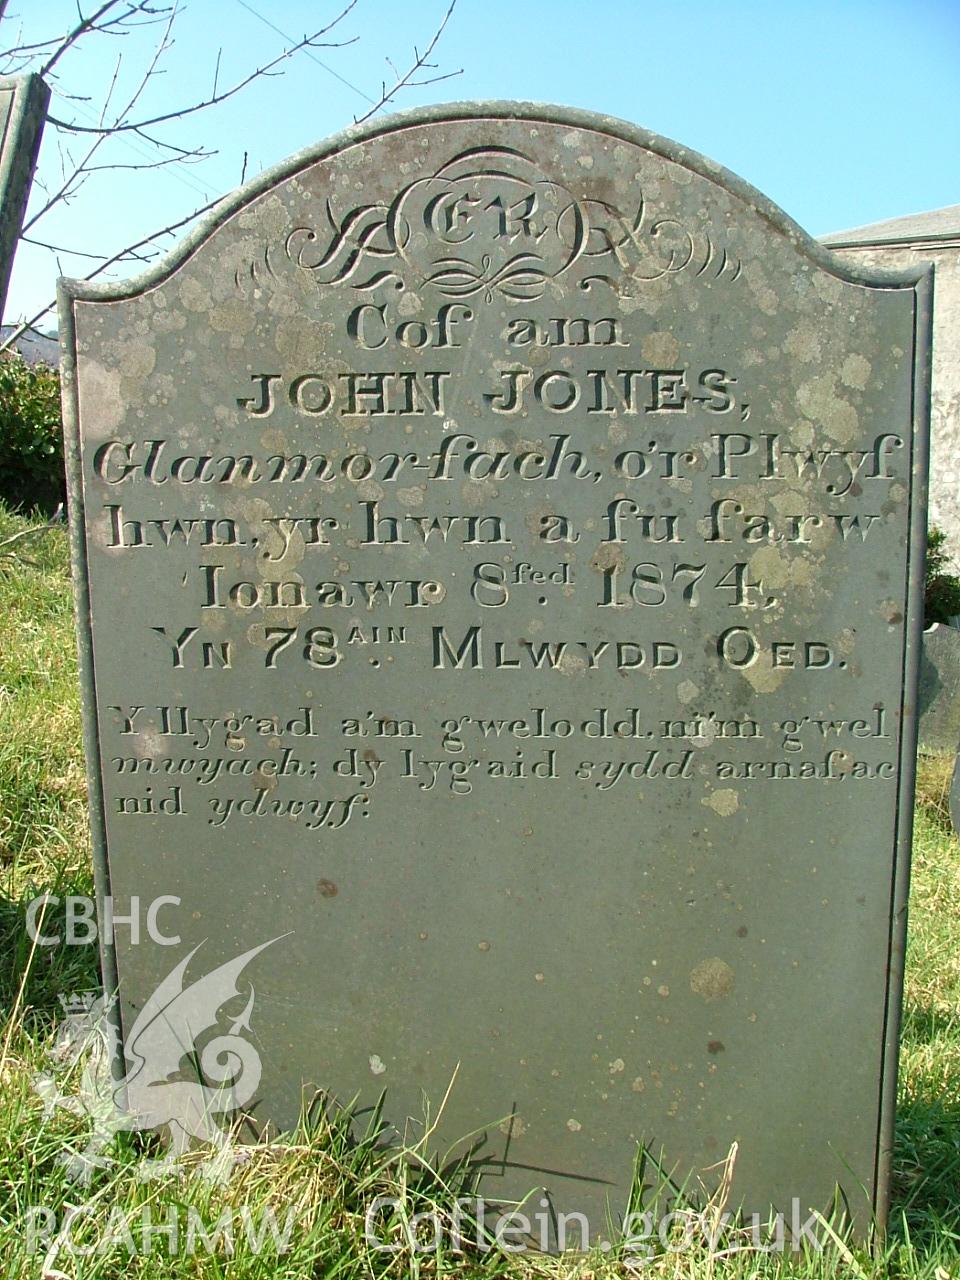 ER
Cof am
JOHN JONES,
Glanmor-fach, o'r Plwyf
hwn, yr hwn a fu farw
Ionawr 8fed. 1874,
YN 78AIN MLWYDD OED.
Y llygad a'm gwelodd, ni'm gwel
mwyach; dy lygaid sydd arnaf, ac
nid ydwyf.
CBHC
RCAHMW
Coflein.gov.uk